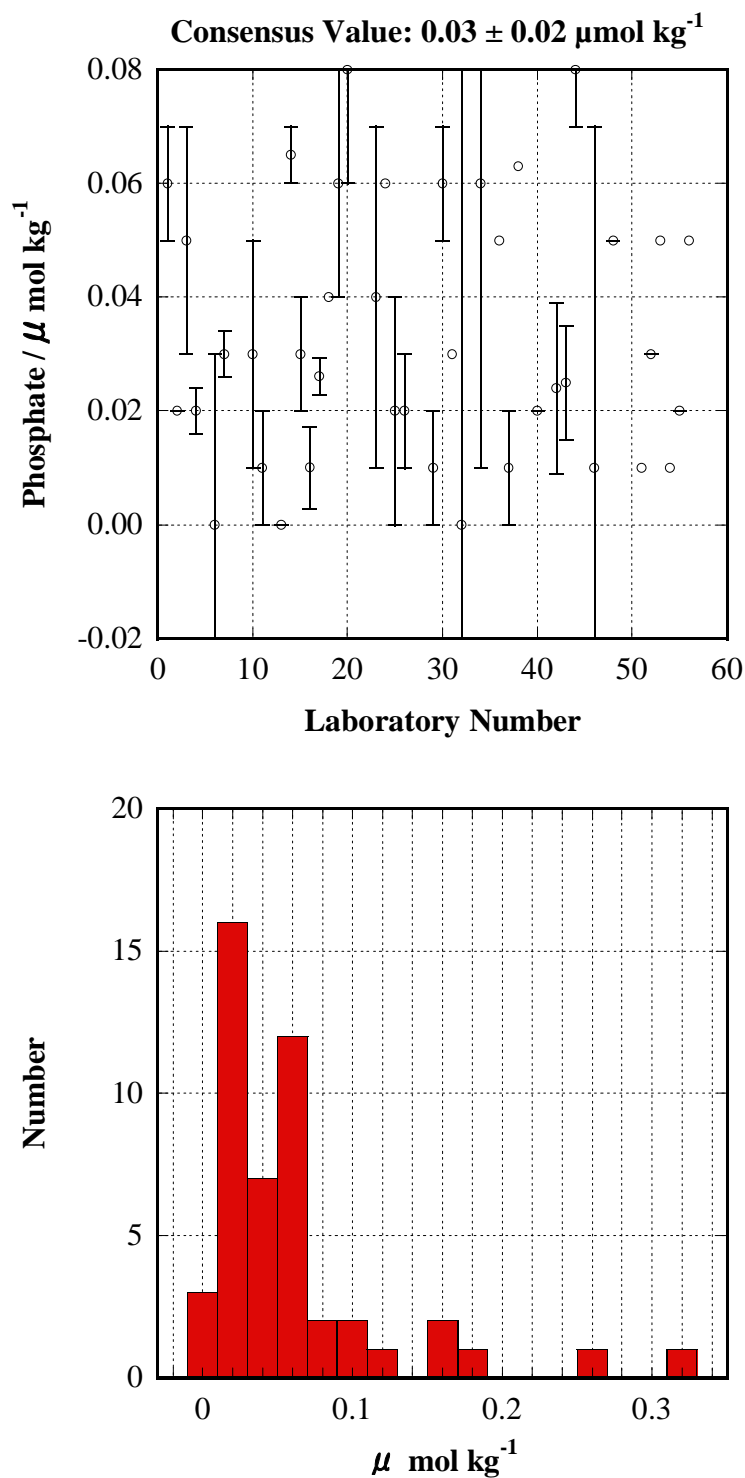 Consensus Value: 0.03 ± 0.02 µmol kg-1
0.08
0.06
0.04
0.02
0.00
-0.02
Phosphate / μ mol kg-1
0 10 20 30 40 50 60
Laboratory Number
20
15
10
5
0
Number
0 0.1 0.2 0.3
μ mol kg-1